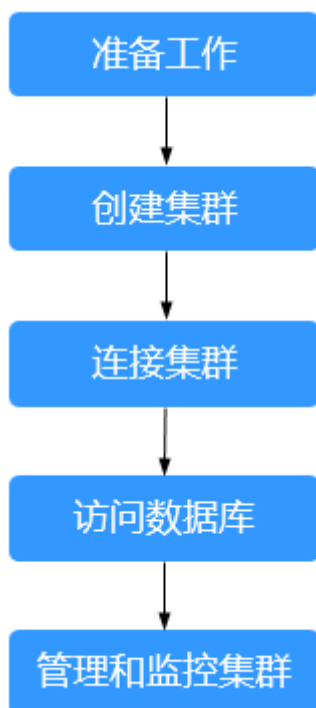 准备工作
创建集群
连接集群
访问数据库
管理和监控集群